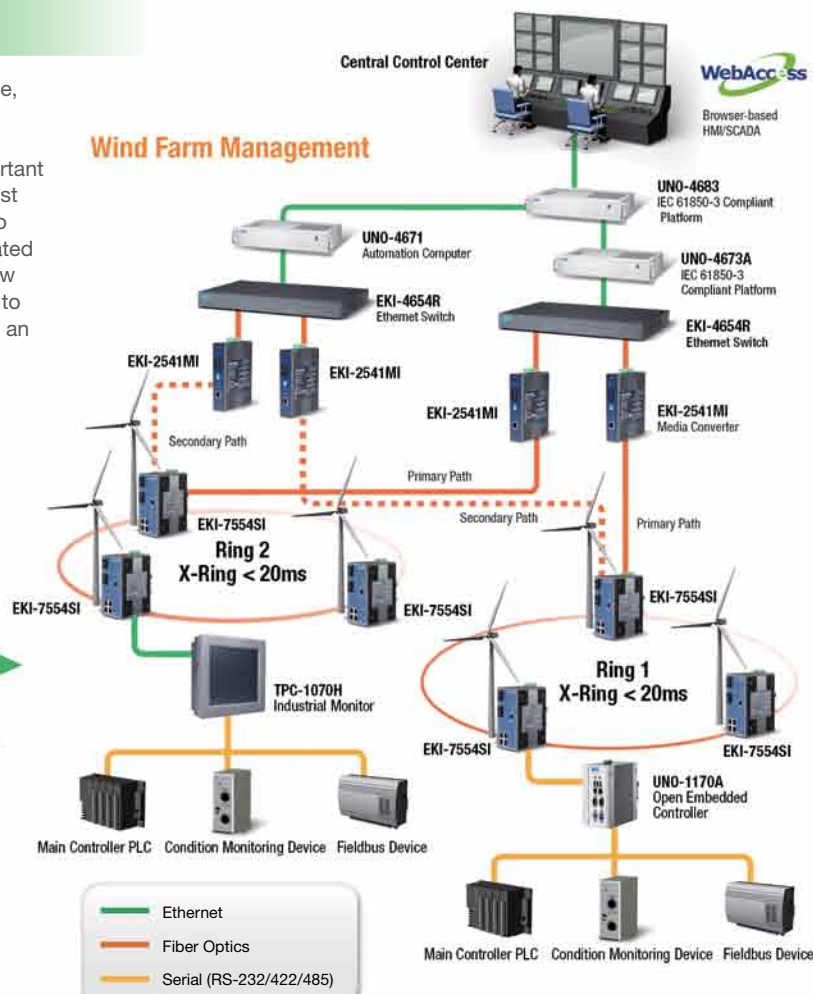 e,
rtant
st
o
ated
w
to
an
Wind Farm Management
Central Control Center
WebAccess
Browser-based
HMI/SCADA
UNO-4683
IEC 61850-3 Compliant
Platform
UNO-4671
Automation Computer
UNO-4673A
IEC 61850-3
Compliant Platform
EKI-4654R
Ethernet Switch
EKI-4654R
Ethernet Switch
EKI-2541MI
EKI-2541MI
EKI-2541MI
EKI-2541MI
Media Converter
Secondary Path
Primary Path
Secondary Path
Primary Path
EKI-7554SI
Ring 2
X-Ring < 20ms
EKI-7554SI
EKI-7554SI
EKI-7554SI
Ring 1
X-Ring < 20ms
EKI-7554SI
EKI-7554SI
TPC-1070H
Industrial Monitor
UNO-1170A
Open Embedded
Controller
Main Controller PLC
Condition Monitoring Device
Fieldbus Device
Main Controller PLC
Condition Monitoring Device
Fieldbus Device
Ethernet
Fiber Optics
Serial (RS-232/422/485)